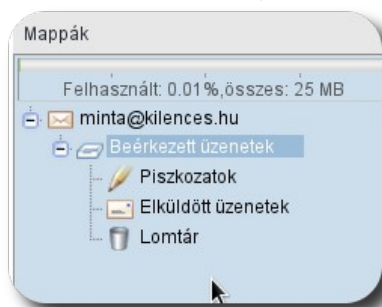 Mappák
Felhasznált: 0.01%,összes: 25 MB
minta@kilences.hu
Beérkezett üzenetek
Piszkozatok
Elküldött üzenetek
Lomtár